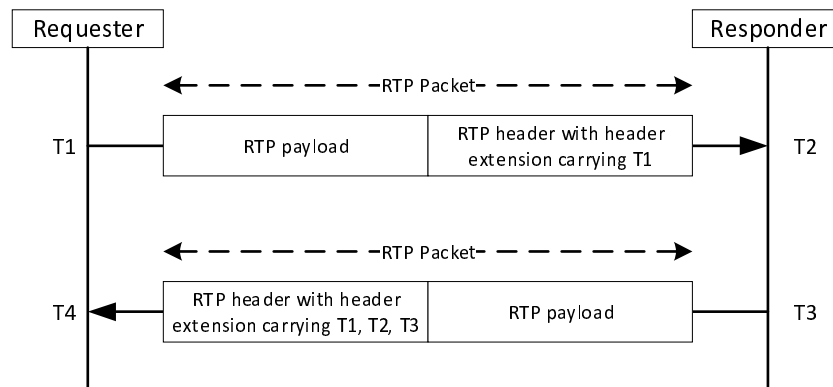 Requester
Responder
RTP Packet
T1
RTP payload
RTP header with header
extension carrying T1
T2
RTP Packet
T4
RTP header with header
extension carrying T1, T2, T3
RTP payload
T3